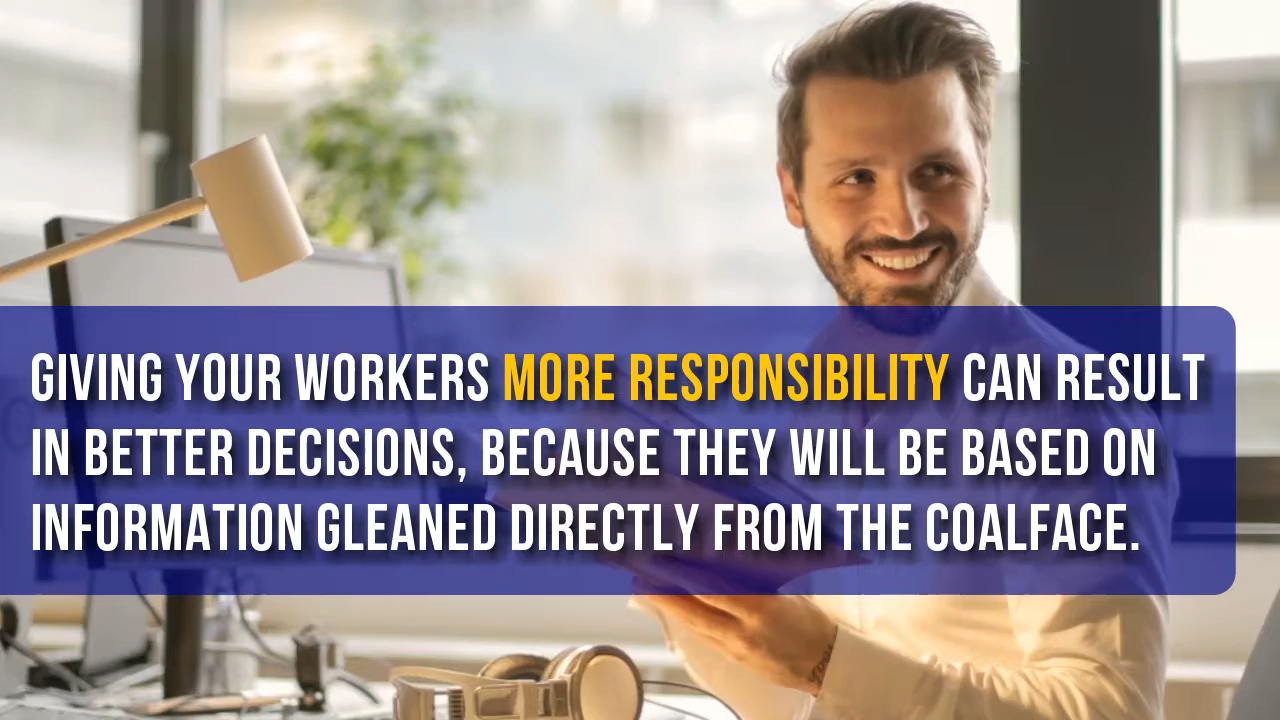 GIVING YOUR WORKERS MORE RESPONSIBILITY CAN RESULT
IN BETTER DECISIONS, BECAUSE THEY WILL BE BASED ON
INFORMATION GLEANED DIRECTLY FROM THE COALFACE.